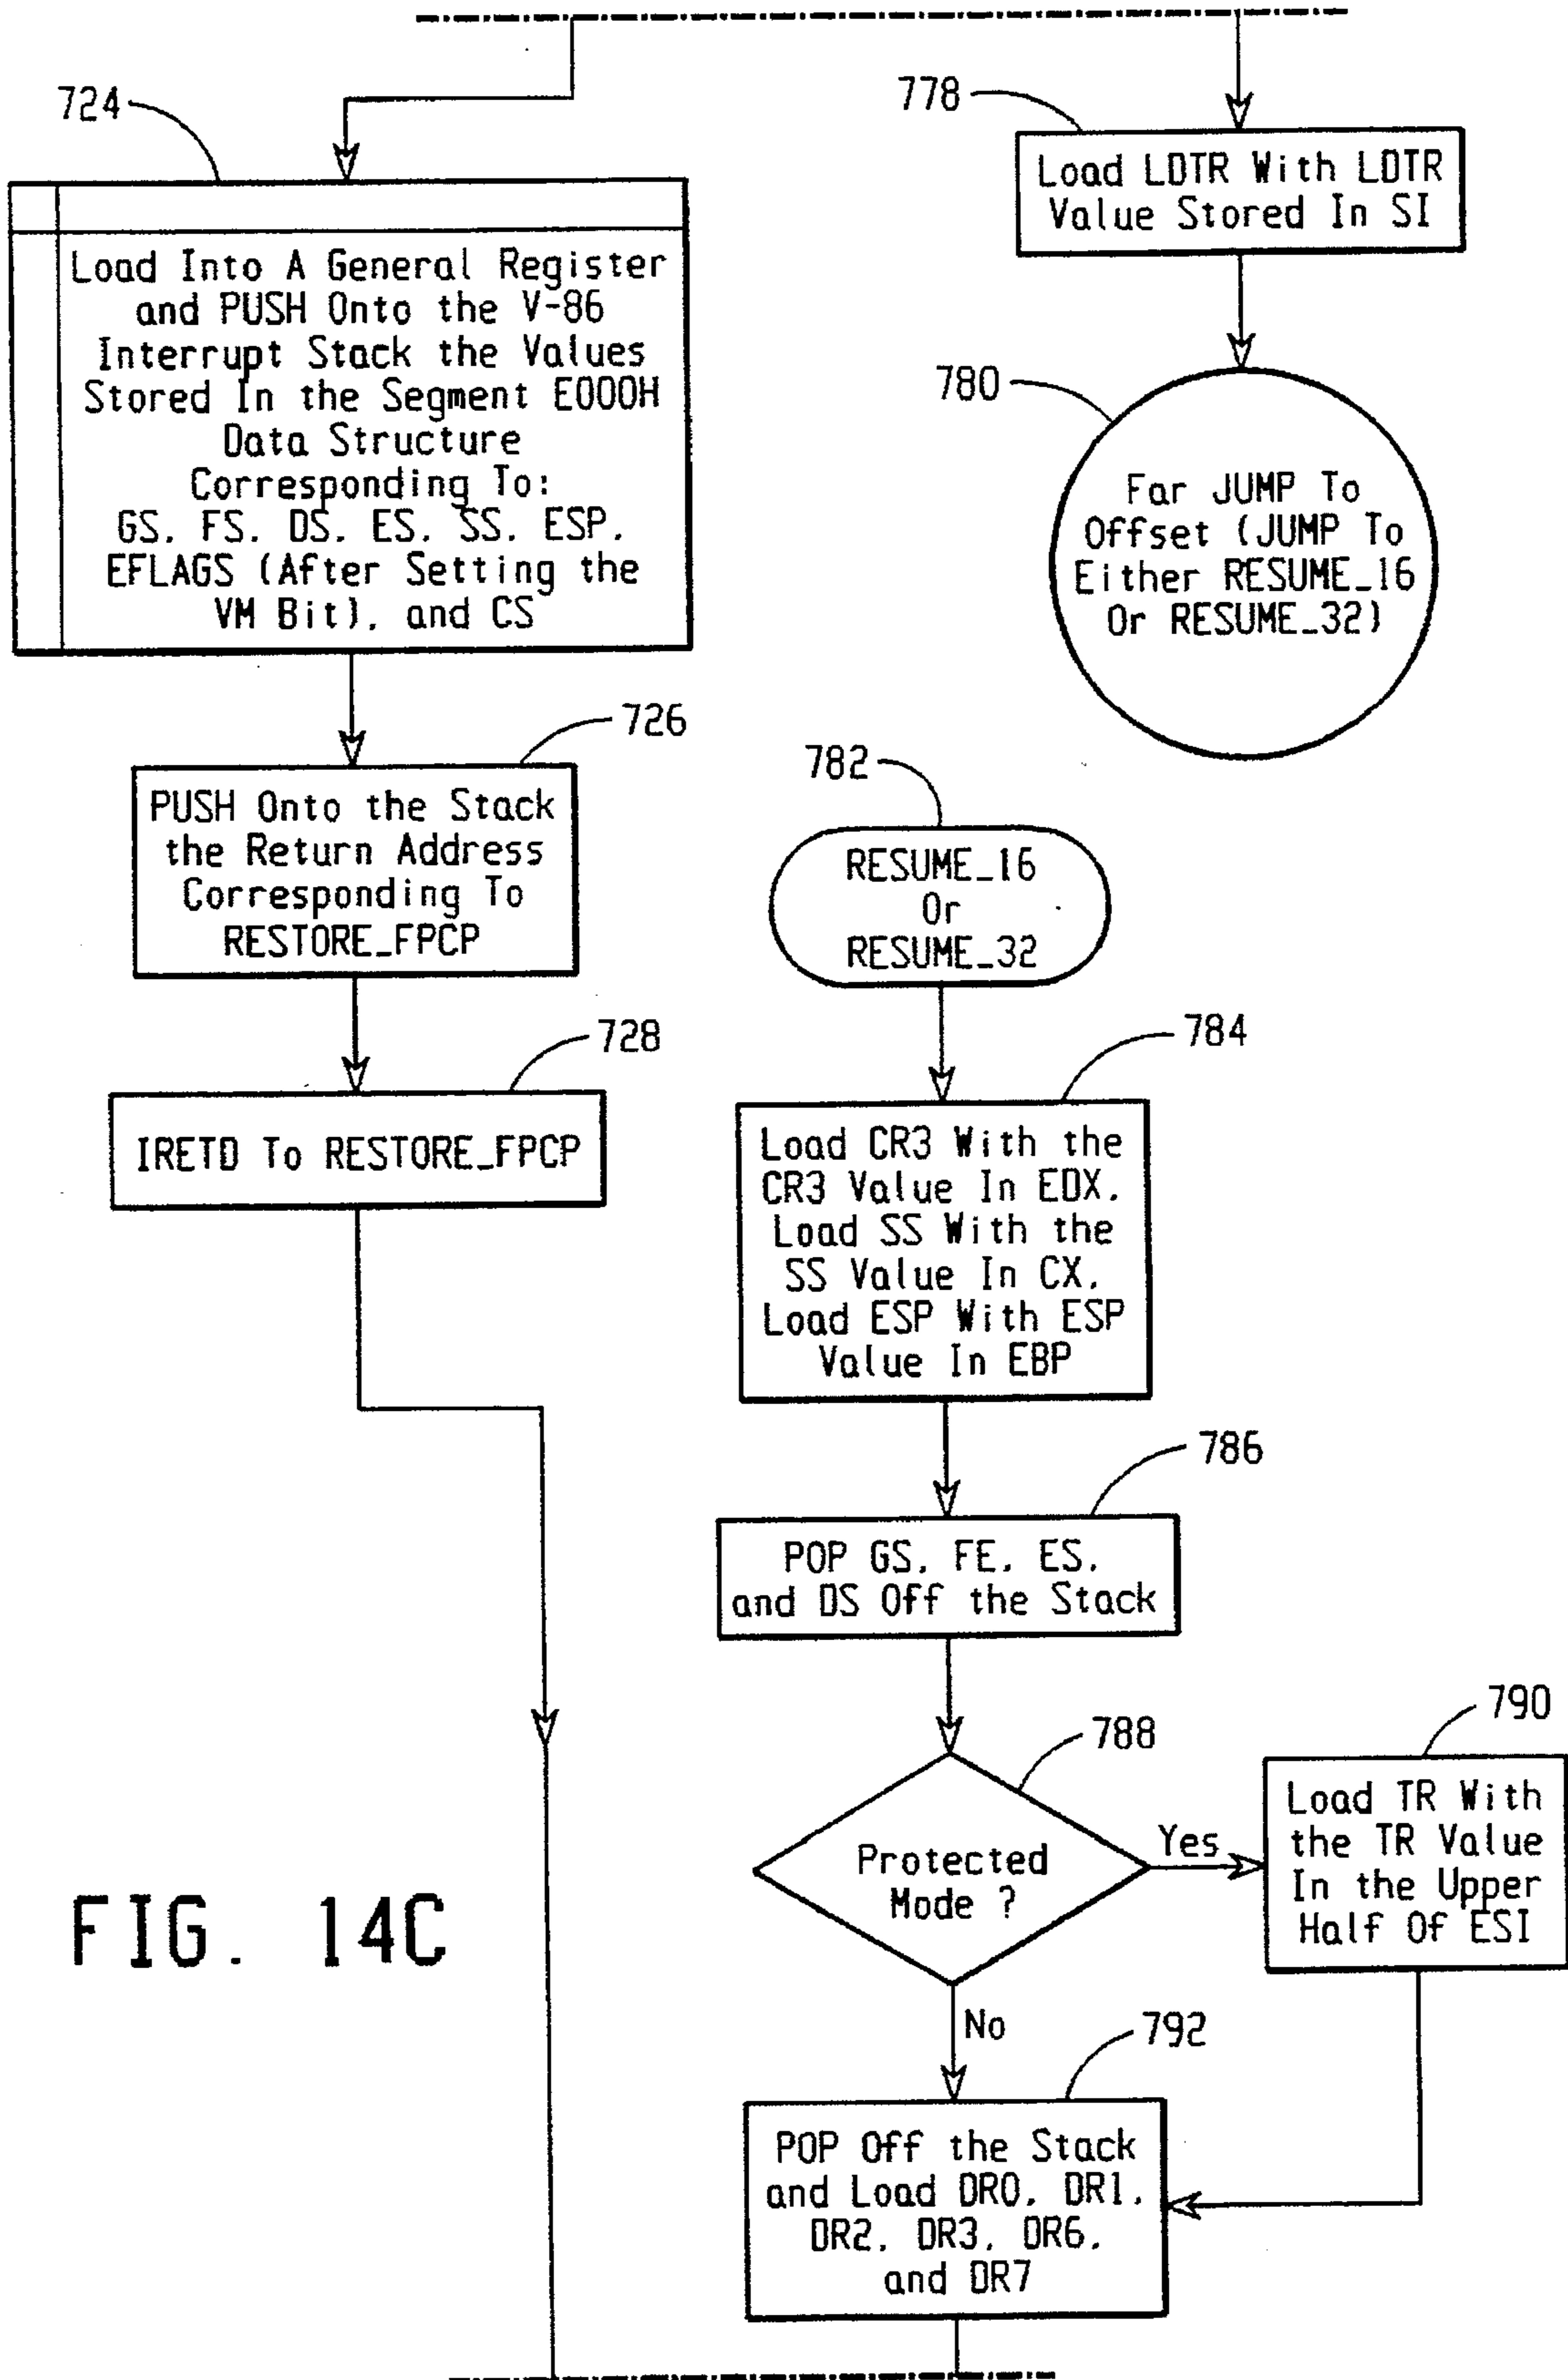 724
Load Into A General Register
and PUSH Onto the V-86
Interrupt Stack the Values
Stored In the Segment E000H
Data Structure
Corresponding To:
GS, FS, DS, ES, SS, ESP,
EFLAGS (After Setting the
VM Bit), and CS
726
PUSH Onto the Stack
the Return Address
Corresponding To
RESTORE_FPCP
728
IRETD To RESTORE_FPCP
778
Load LDTR With LDTR
Value Stored In SI
780
Far JUMP To
Offset (JUMP To
Either RESUME_16
Or RESUME_32)
782
RESUME_16
Or
RESUME_32
784
Load CR3 With the
CR3 Value In EDX,
Load SS With the
SS Value In CX,
Load ESP With ESP
Value In EBP
786
POP GS, FE, ES,
and DS Off the Stack
788
Protected
Mode ?
Yes
790
Load TR With
the TR Value
In the Upper
Half Of ESI
No
792
POP Off the Stack
and Load DR0, DR1,
DR2, DR3, DR6,
and DR7
FIG. 14C